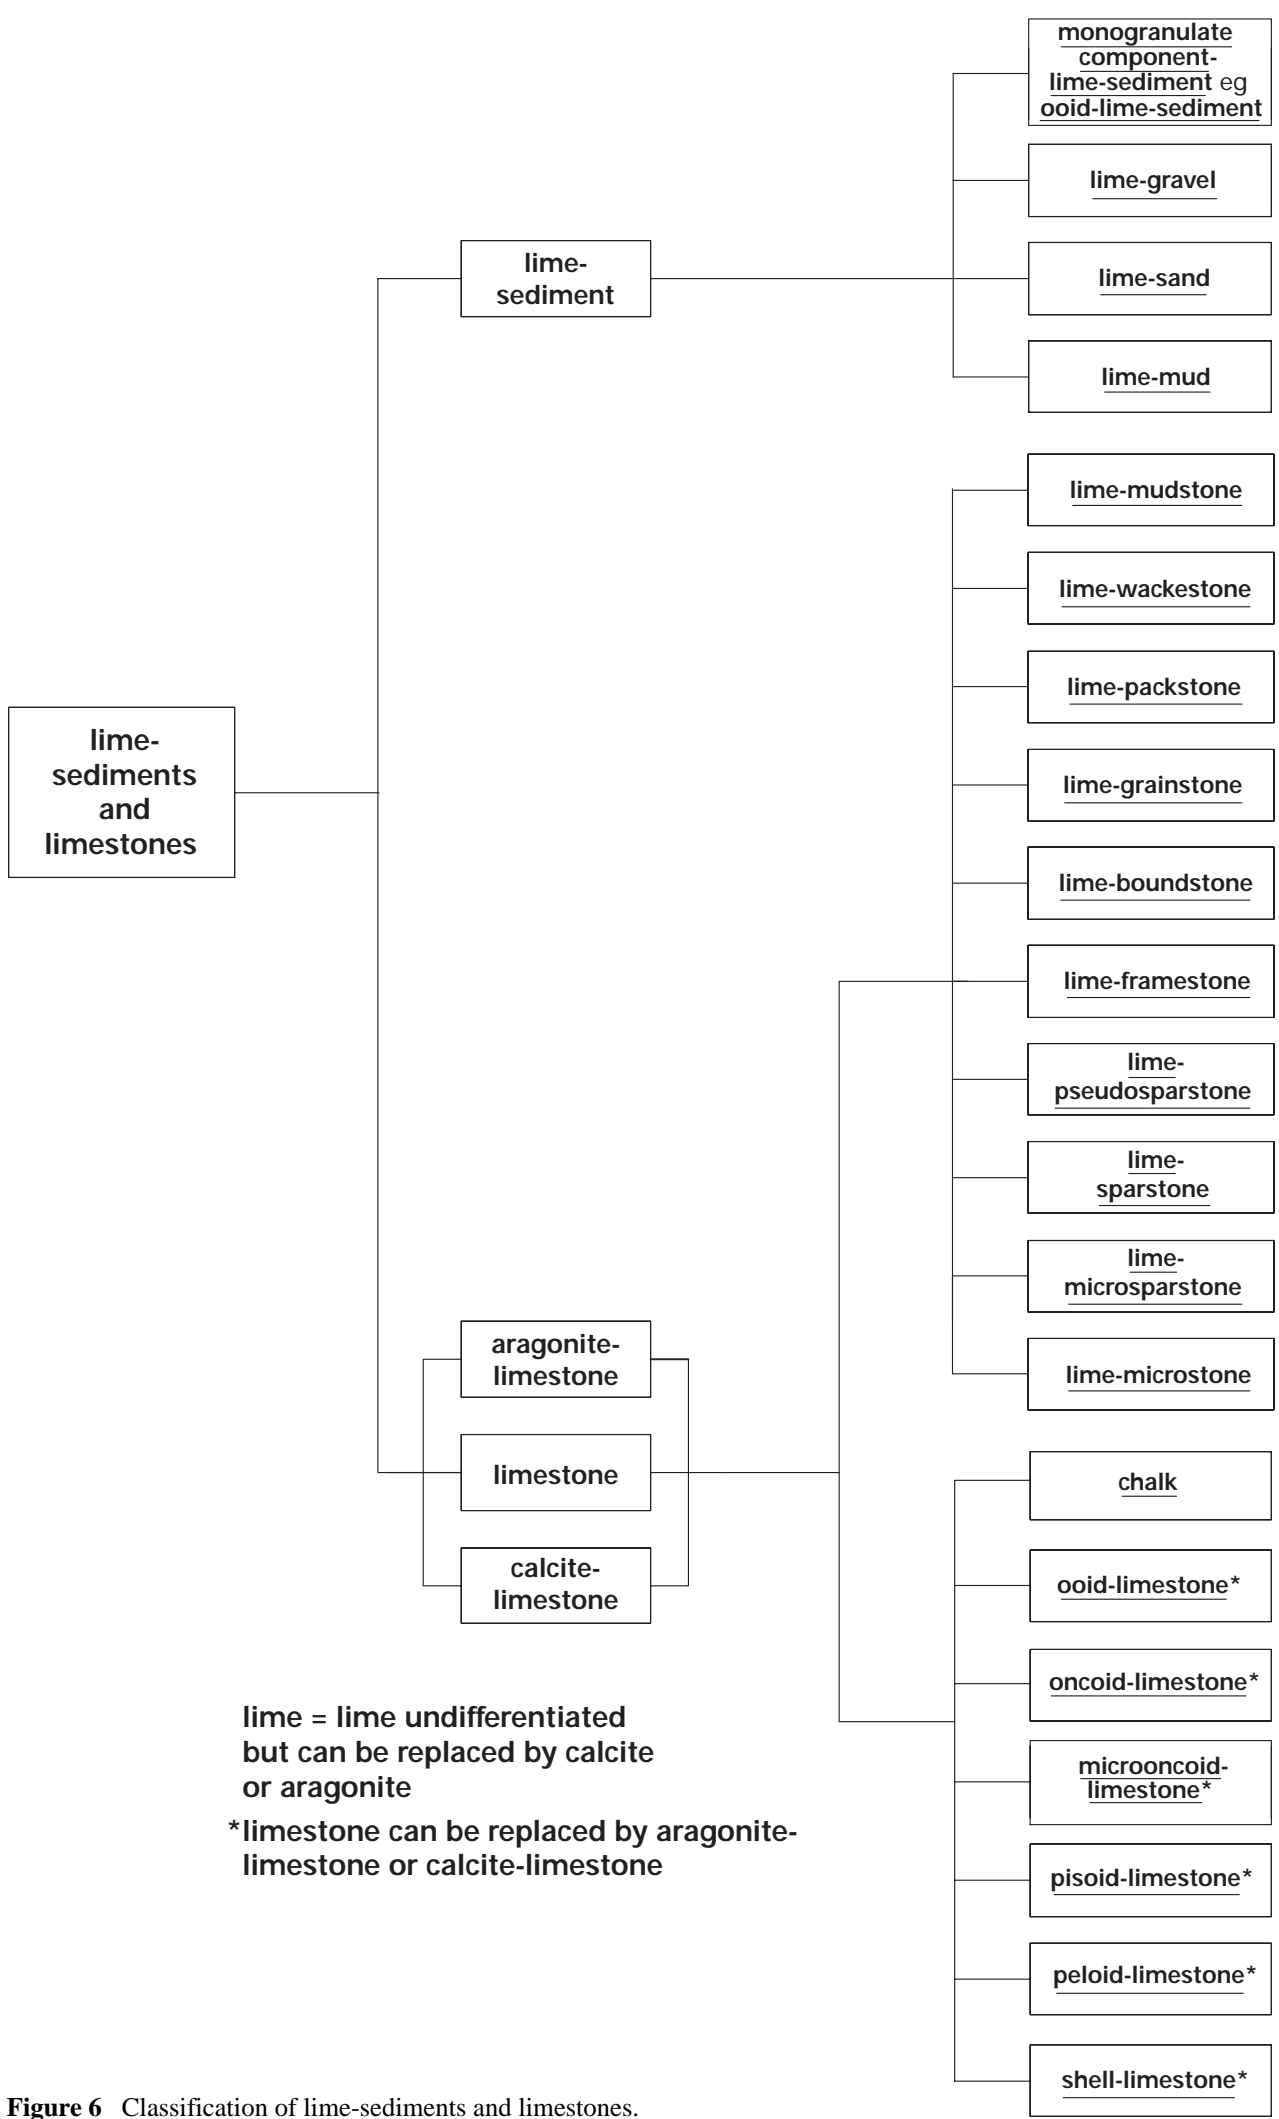 monogranulate
component-
lime-sediment eg
ooid-lime-sediment
lime-gravel
lime-
sediment
lime-sand
lime-mud
lime-mudstone
lime-wackestone
lime-packstone
lime-
sediments
and
limestones
lime-grainstone
lime-boundstone
lime-framestone
lime-
pseudosparstone
lime-
sparstone
lime-
microsparstone
aragonite-
limestone
lime-microstone
limestone
chalk
calcite-
limestone
ooid-limestone*
oncoid-limestone*
microoncoid-
limestone*
pisoid-limestone*
peloid-limestone*
shell-limestone*
lime = lime undifferentiated
but can be replaced by calcite
or aragonite
*limestone can be replaced by aragonite-
limestone or calcite-limestone
Figure 6 Classification of lime-sediments and limestones.